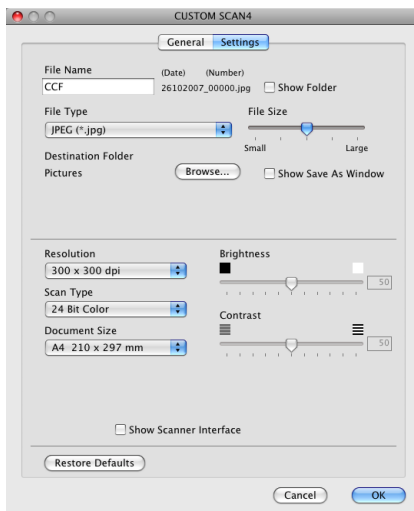 CUSTOM SCAN4
General Settings
File Name (Date) (Number)
CCF 26102007_00000.jpg Show Folder
File Type File Size
JPEG (*.jpg)
Small Large
Destination Folder
Pictures Browse... Show Save As Window
Resolution Brightness
300 x 300 dpi
50
Scan Type
24 Bit Color
Contrast
Document Size
A4 210 x 297 mm 50
Show Scanner Interface
Restore Defaults
Cancel OK